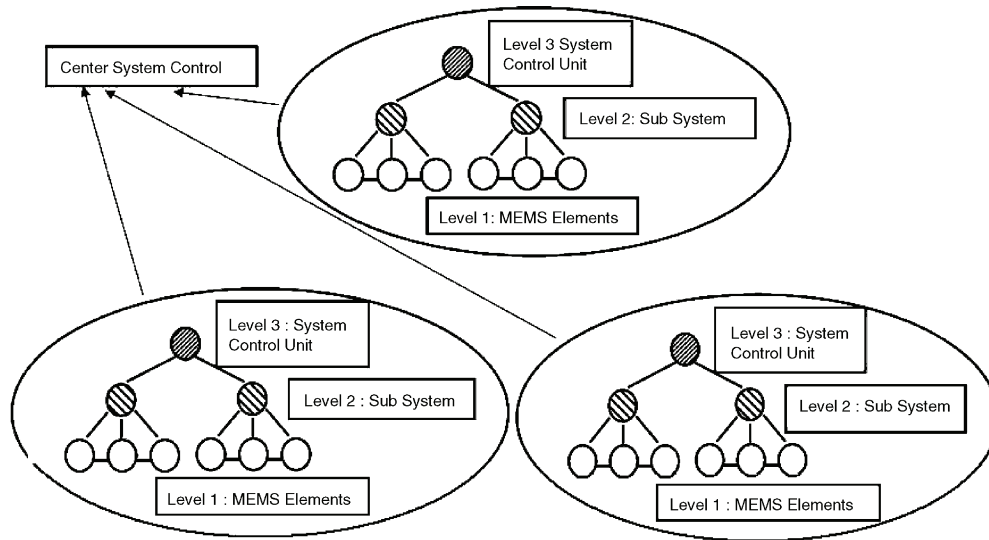 Center System Control
Level 3 System
Control Unit
Level 2: Sub System
Level 1: MEMS Elements
Level 3 : System
Control Unit
Level 2 : Sub System
Level 1 : MEMS Elements
Level 3 : System
Control Unit
Level 2 : Sub System
Level 1 : MEMS Elements